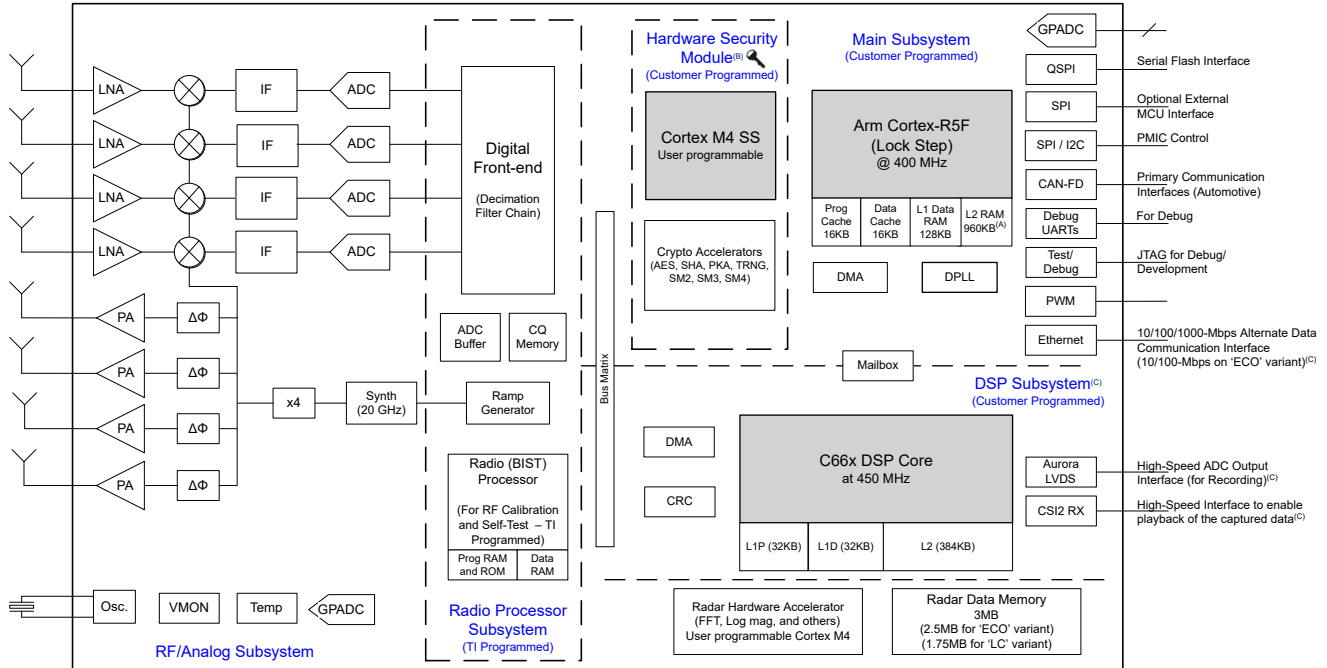 LNA
IF
ADC
LNA
IF
ADC
LNA
IF
ADC
LNA
IF
ADC
PA
ΔΦ
PA
ΔΦ
PA
ΔΦ
PA
ΔΦ
x4
Synth
(20 GHz)
Osc.
VMON
Temp
GPADC
RF/Analog Subsystem
Digital
Front-end
(Decimation
Filter Chain)
ADC
Buffer
CQ
Memory
Ramp
Generator
Radio (BIST)
Processor
(For RF Calibration
and Self-Test – TI
Programmed)
Prog RAM
and ROM
Data
RAM
Radio Processor
Subsystem
(TI Programmed)
Bus Matrix
Hardware Security
Module(B)
(Customer Programmed)
Cortex M4 SS
User programmable
Crypto Accelerators
(AES, SHA, PKA, TRNG,
SM2, SM3, SM4)
Main Subsystem
(Customer Programmed)
Arm Cortex-R5F
(Lock Step)
@ 400 MHz
Prog
Cache
16KB
Data
Cache
16KB
L1 Data
RAM
128KB
L2 RAM
960KB(A)
DMA
DPLL
Mailbox
GPADC
QSPI
Serial Flash Interface
SPI
Optional External
MCU Interface
SPI / I2C
PMIC Control
CAN-FD
Primary Communication
Interfaces (Automotive)
Debug
UARTs
For Debug
Test/
Debug
JTAG for Debug/
Development
PWM
Ethernet
10/100/1000-Mbps Alternate Data
Communication Interface
(10/100-Mbps on ‘ECO’ variant)(C)
DSP Subsystem(C)
(Customer Programmed)
DMA
CRC
C66x DSP Core
at 450 MHz
L1P (32KB)
L1D (32KB)
L2 (384KB)
Aurora
LVDS
High-Speed ADC Output
Interface (for Recording)(C)
CSI2 RX
High-Speed Interface to enable
playback of the captured data(C)
Radar Hardware Accelerator
(FFT, Log mag, and others)
User programmable Cortex M4
Radar Data Memory
3MB
(2.5MB for ‘ECO’ variant)
(1.75MB for ‘LC’ variant)